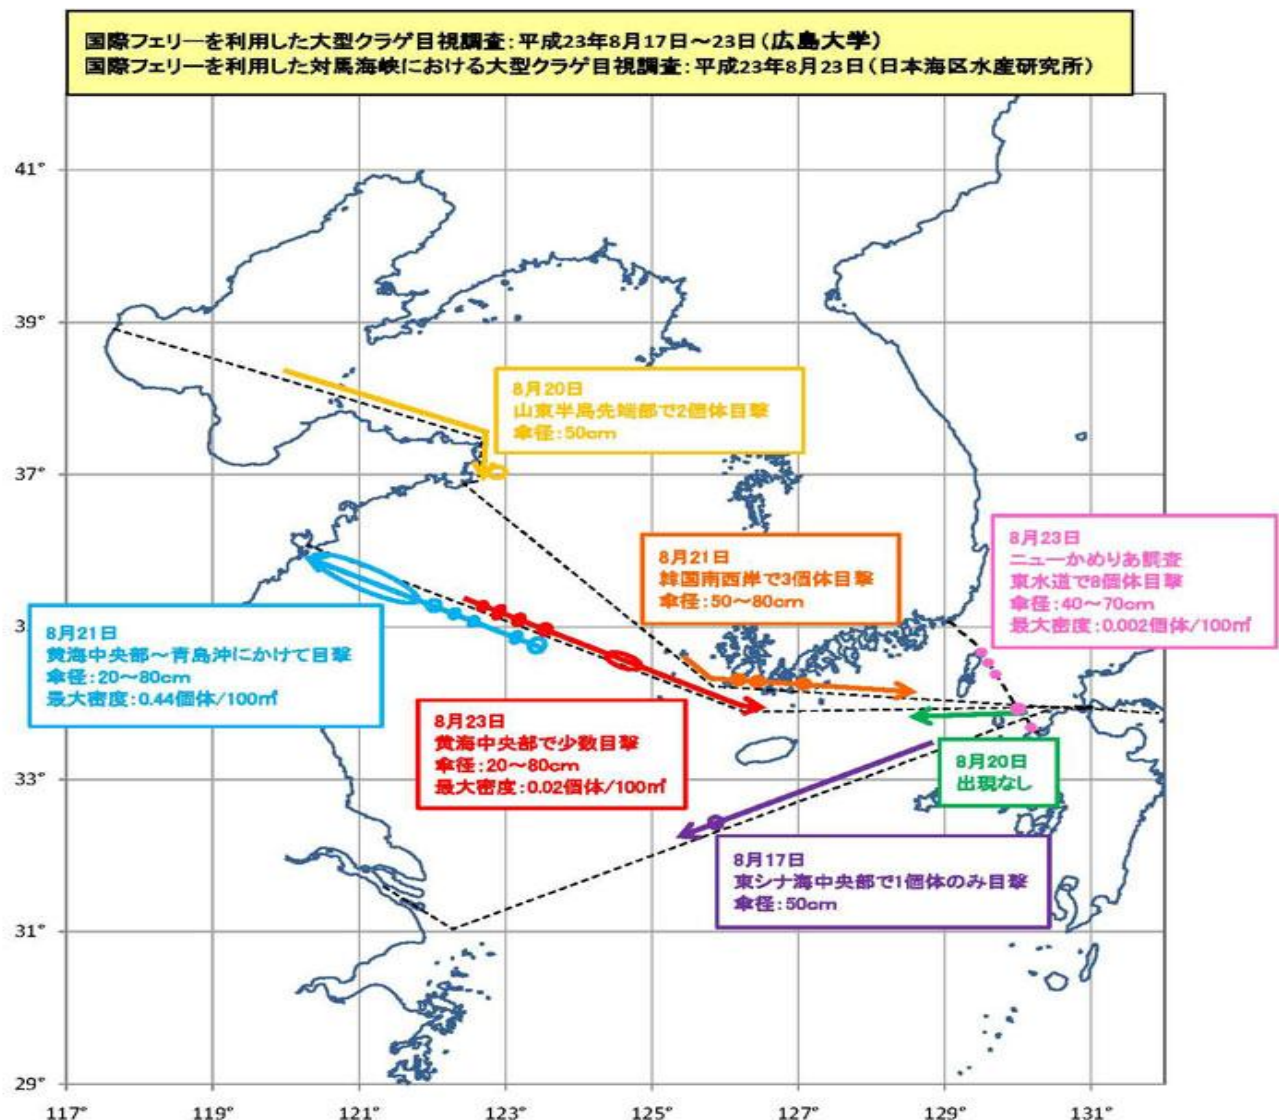 国際フェリーを利用した大型クラゲ目視調査：平成23年8月17日～23日（広島大学）
国際フェリーを利用した対馬海峡における大型クラゲ目視調査：平成23年8月23日（日本海区水産研究所）
41°
39°
37°
33°
31°
29°
117°
119°
121°
123°
125°
127°
129°
131°
8月20日
山東半島先端部で2個体目撃
傘径：50cm
8月21日
韓国南西岸で3個体目撃
傘径：50～80cm
8月23日
ニューかめりあ調査
東水道で8個体目撃
傘径：40～70cm
最大密度：0.002個体/100㎡
8月21日
黄海中央部～青島沖にかけて目撃
傘径：20～80cm
最大密度：0.44個体/100㎡
8月23日
黄海中央部で少数目撃
傘径：20～80cm
最大密度：0.02個体/100㎡
8月20日
出現なし
8月17日
東シナ海中央部で1個体のみ目撃
傘径：50cm